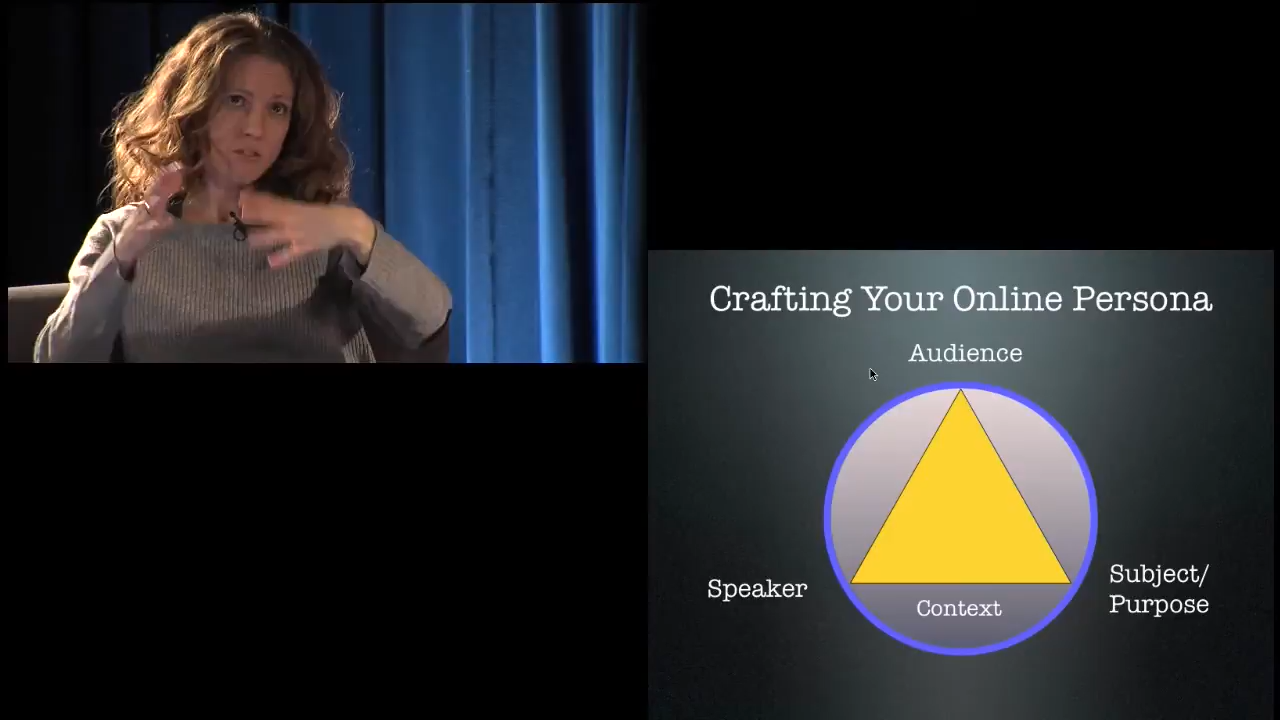 Crafting Your Online Persona
Audience
Speaker
Subject/
Purpose
Context